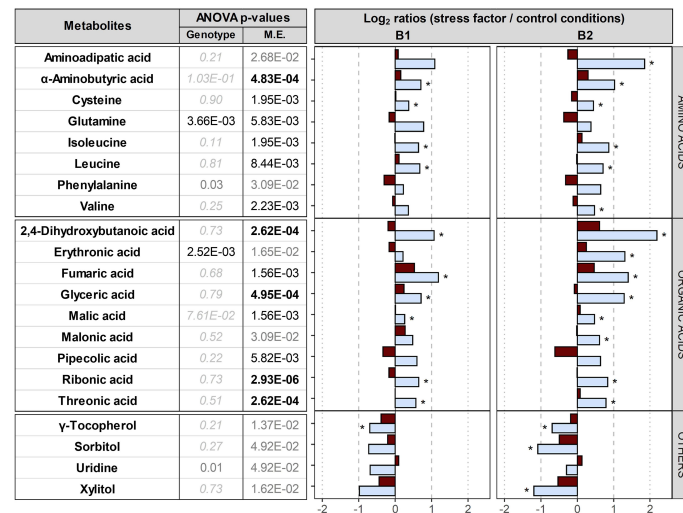 Metabolites ANOVA p-values Log₂ ratios (stress factor / control conditions)
Genotype M.E. B1 B2
Aminoadipatic acid 0.21 2.68E-02 *
α-Aminobutyric acid 1.03E-01 4.83E-04 * *
Cysteine 0.90 1.95E-03 * *
Glutamine 3.66E-03 5.83E-03
Isoleucine 0.11 1.95E-03 * *
Leucine 0.81 8.44E-03 * *
Phenylalanine 0.03 3.09E-02
Valine 0.25 2.23E-03 *
AMINO ACIDS
2,4-Dihydroxybutanoic acid 0.73 2.62E-04 * *
Erythronic acid 2.52E-03 1.65E-02 *
Fumaric acid 0.68 1.56E-03 * *
Glyceric acid 0.79 4.95E-04 * *
Malic acid 7.61E-02 1.56E-03 * *
Malonic acid 0.52 3.09E-02 *
Pipecolic acid 0.22 5.82E-03
Ribonic acid 0.73 2.93E-06 * *
Threonic acid 0.51 2.62E-04 * *
ORGANIC ACIDS
γ-Tocopherol 0.21 1.37E-02 * *
Sorbitol 0.27 4.92E-02 *
Uridine 0.01 4.92E-02
Xylitol 0.73 1.62E-02 *
OTHERS
-2 -1 0 1 2 -2 -1 0 1 2